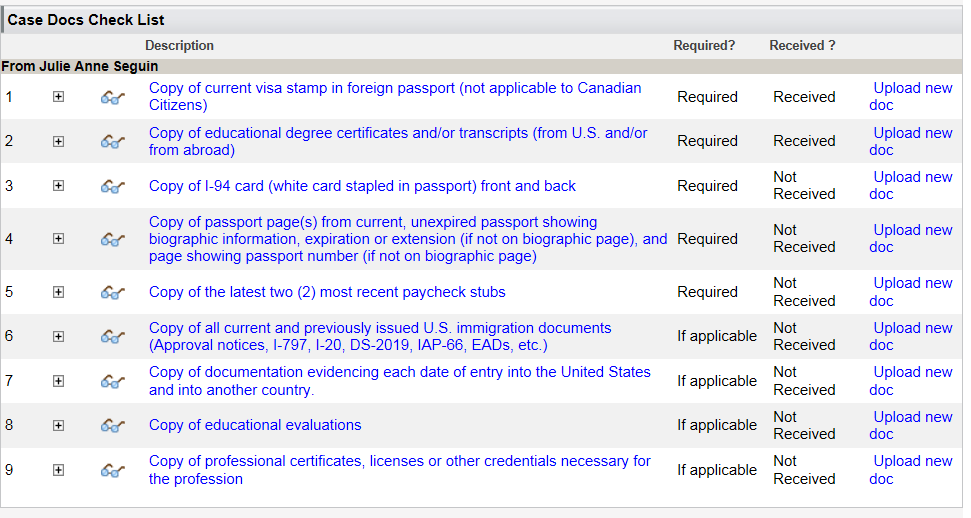 Case Docs Check List
Description Required? Received ?
From Julie Anne Seguin
1 Copy of current visa stamp in foreign passport (not applicable to Canadian Required Received Upload new
Citizens) doc
2 Copy of educational degree certificates and/or transcripts (from U.S. and/or Required Received Upload new
from abroad) doc
3 Copy of I-94 card (white card stapled in passport) front and back Required Not Received Upload new
doc
4 Copy of passport page(s) from current, unexpired passport showing
biographic information, expiration or extension (if not on biographic page), and Required Not Received Upload new
page showing passport number (if not on biographic page) doc
5 Copy of the latest two (2) most recent paycheck stubs Required Not Received Upload new
doc
6 Copy of all current and previously issued U.S. immigration documents If applicable Not Upload new
(Approval notices, I-797, I-20, DS-2019, IAP-66, EADs, etc.) Received doc
7 Copy of documentation evidencing each date of entry into the United States If applicable Not Upload new
and into another country. Received doc
8 Copy of educational evaluations If applicable Not Received Upload new
doc
9 Copy of professional certificates, licenses or other credentials necessary for If applicable Not Upload new
the profession Received doc